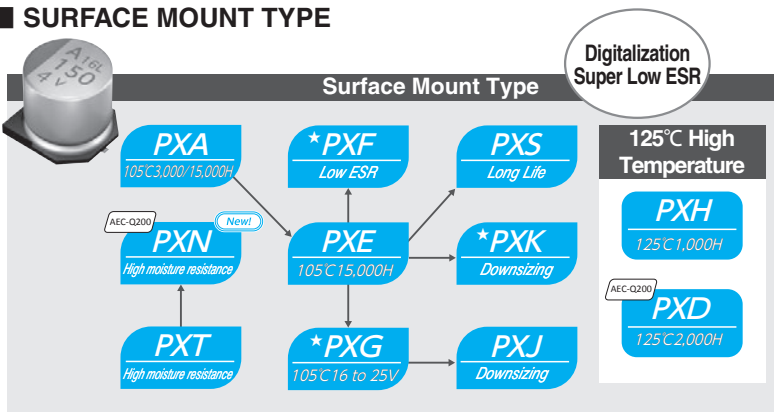 ■ SURFACE MOUNT TYPE
A 16L
150
4 V
Digitalization
Super Low ESR
Surface Mount Type
PXA
105℃3,000/15,000H
★PXF
Low ESR
PXS
Long Life
AEC-Q200
New!
PXN
High moisture resistance
PXE
105℃15,000H
★PXK
Downsizing
PXT
High moisture resistance
★PXG
105℃16 to 25V
PXJ
Downsizing
125℃ High
Temperature
PXH
125℃1,000H
AEC-Q200
PXD
125℃2,000H